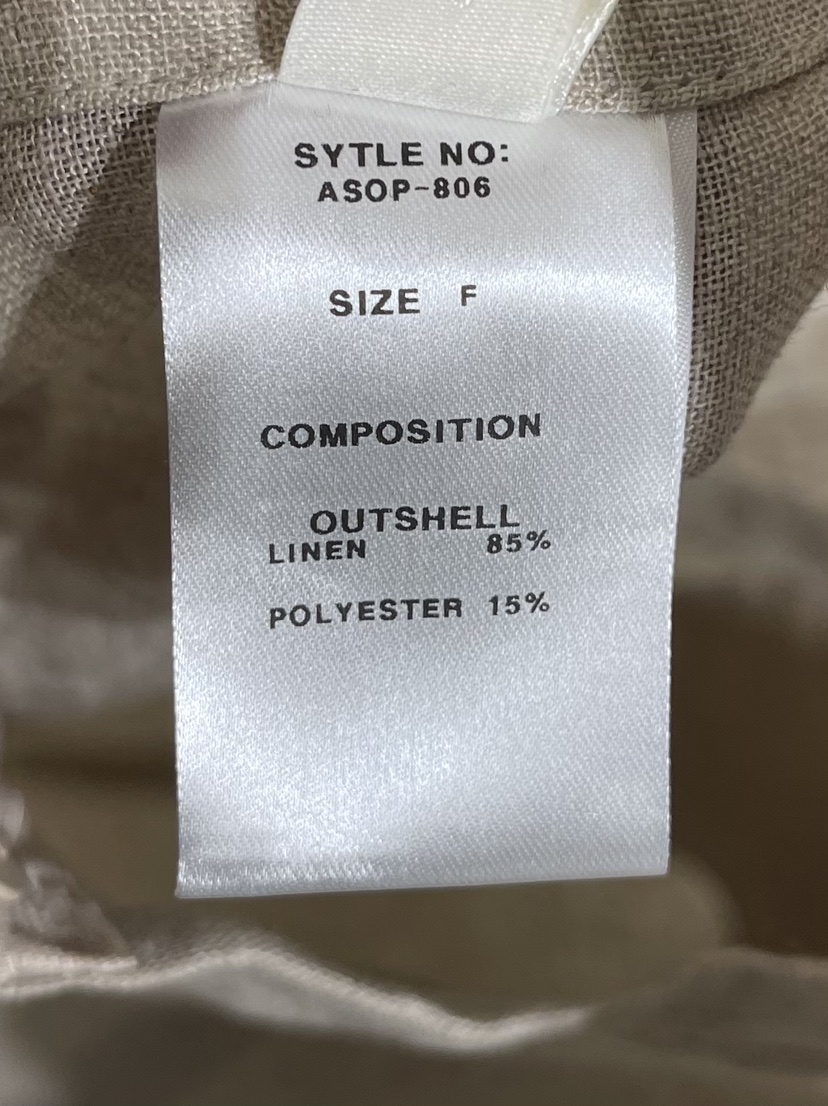 SYTLE NO:
ASOP-806
SIZE F
COMPOSITION
OUTSHELL
LINEN 85%
POLYESTER 15%